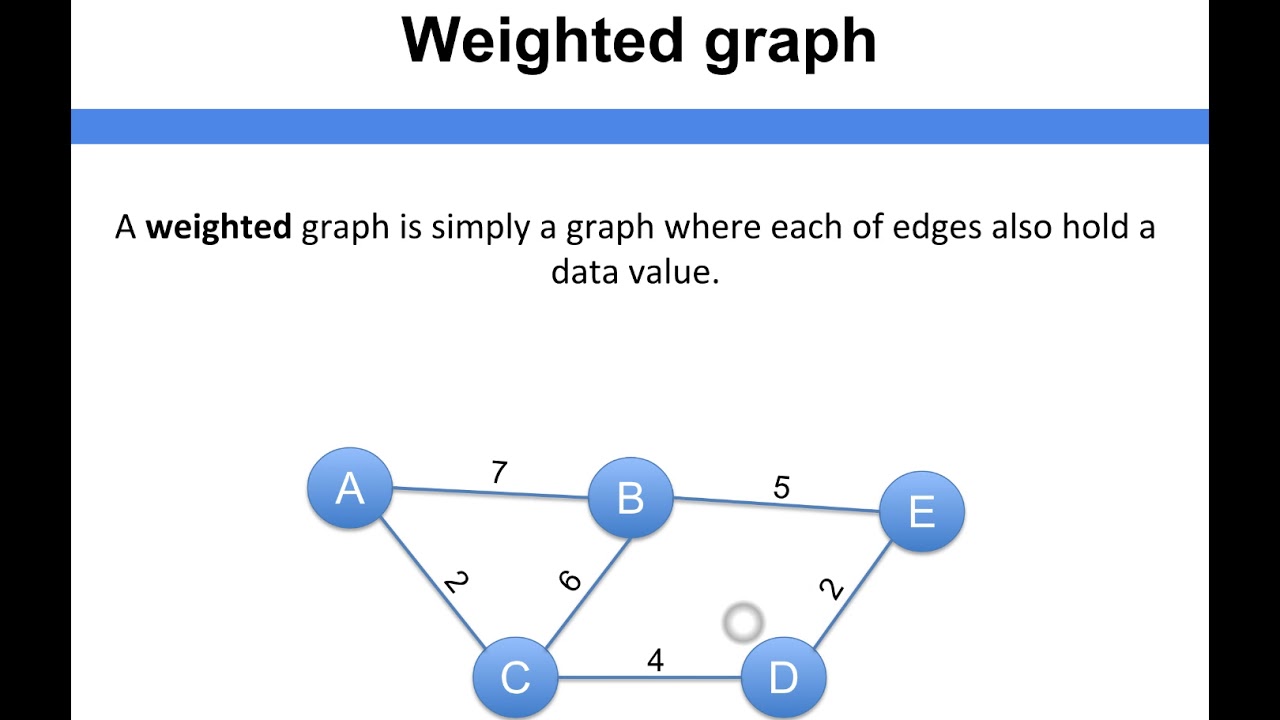 Weighted graph
A weighted graph is simply a graph where each of edges also hold a
data value.
7
5
A
B
E
2
6
2
4
C
D